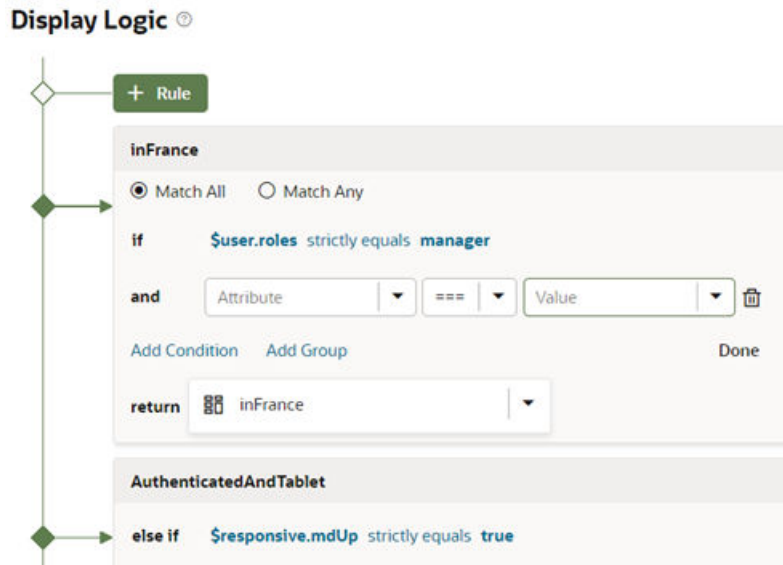 Display Logic ?
+ Rule
inFrance
Match All Match Any
if $user.roles strictly equals manager
and Attribute === Value
Add Condition Add Group Done
return inFrance
AuthenticatedAndTablet
else if $responsive.mdUp strictly equals true